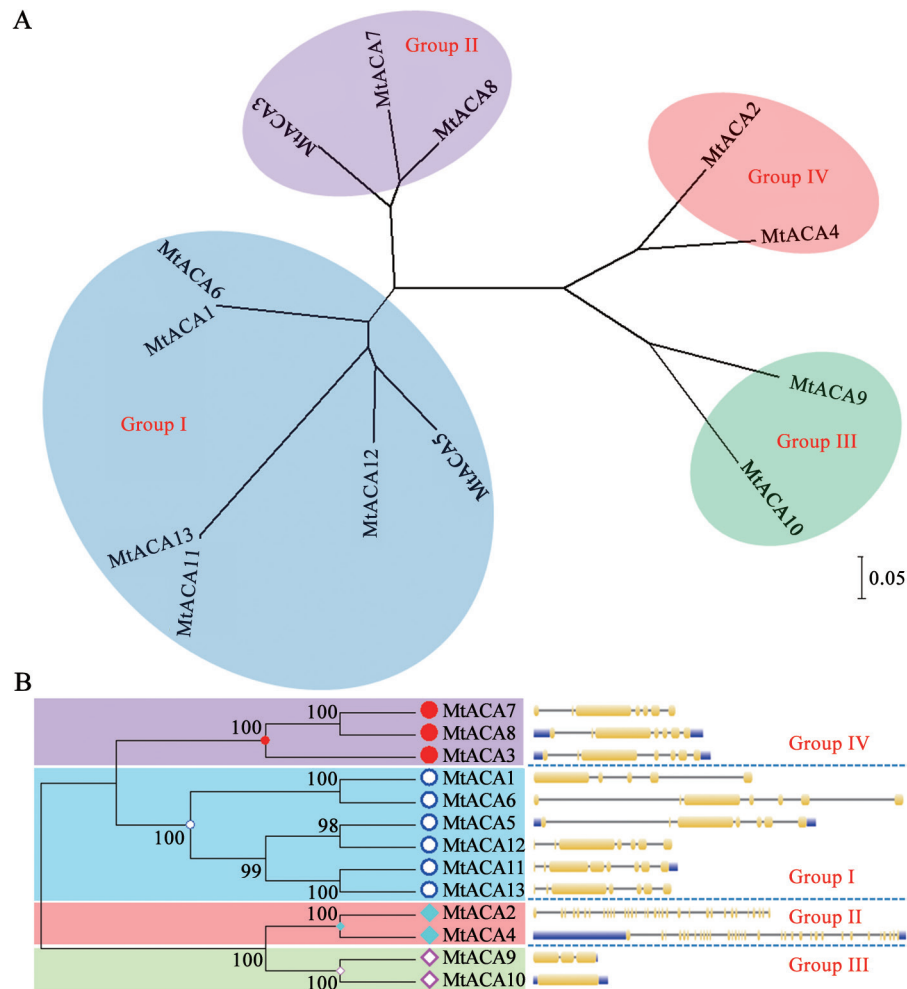 A
Group II
MtACA7
MtACA8
MtACA3
MtACA2
Group IV
MtACA4
MtACA6
MtACA1
Group I
MtACA5
MtACA12
MtACA13
MtACA11
MtACA9
Group III
MtACA10
0.05
B
100 MtACA7
100 MtACA8
MtACA3
Group IV
100 MtACA1
MtACA6
100
98 MtACA5
MtACA12
99 MtACA11
100 MtACA13
Group I
100 MtACA2
MtACA4
Group II
100
MtACA9
100 MtACA10
Group III